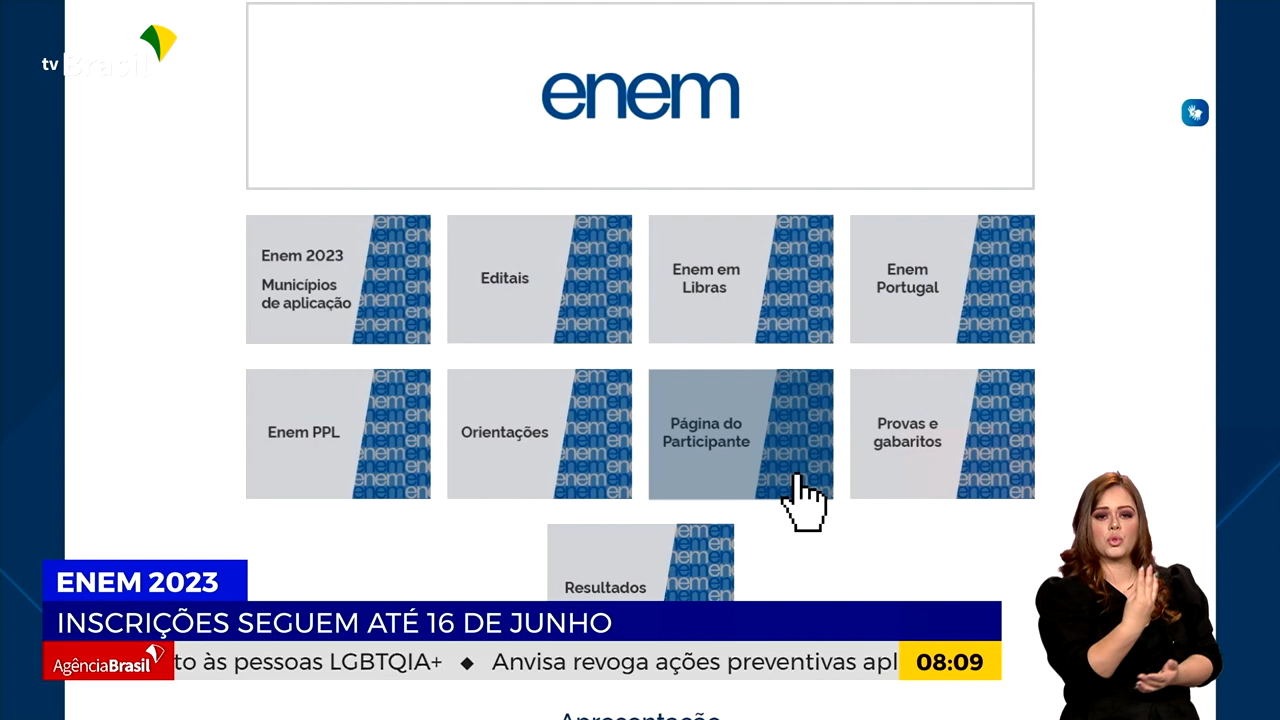 tv Brasil
enem
Enem 2023
Municípios
de aplicação
Editais
Enem em
Libras
Enem
Portugal
Enem PPL
Orientações
Página do
Participante
Provas e
gabaritos
Resultados
ENEM 2023
INSCRIÇÕES SEGUEM ATÉ 16 DE JUNHO
AgênciaBrasil
to às pessoas LGBTQIA+ ◆ Anvisa revoga ações preventivas apl
08:09
Apresentação